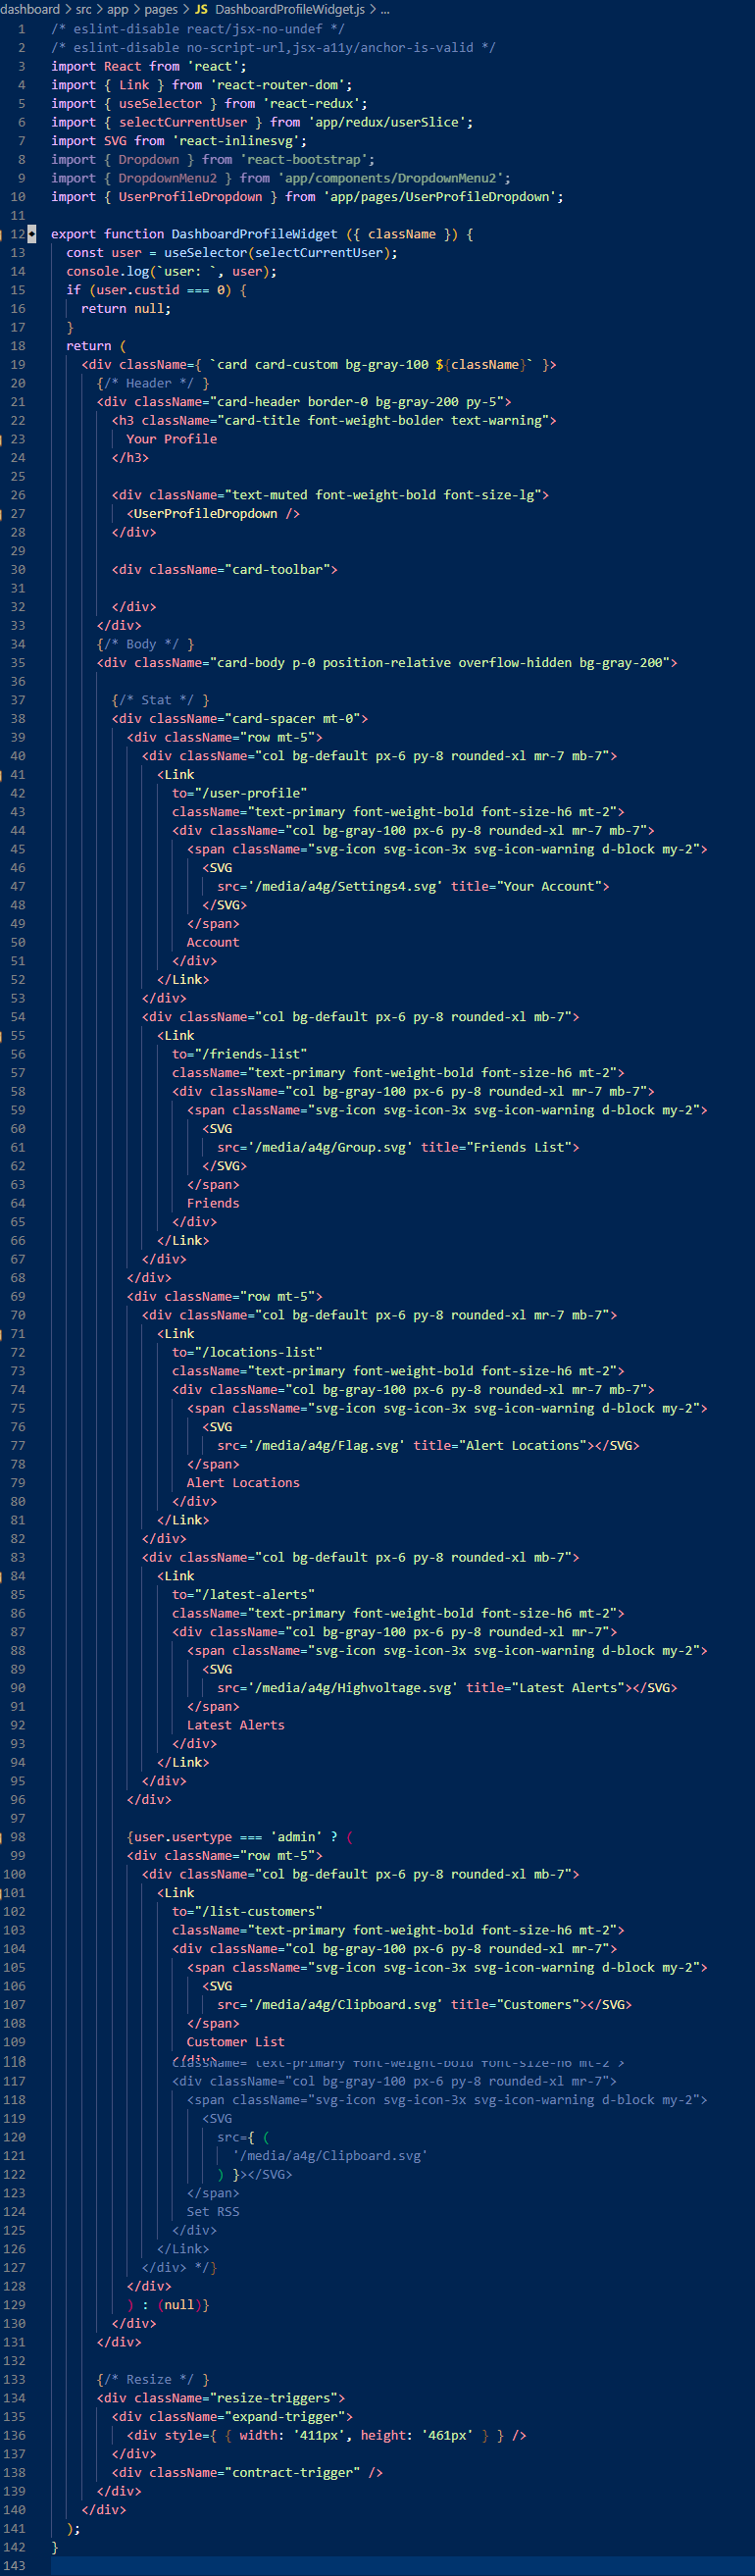 dashboard > src > app > pages > JS DashboardProfileWidget.js > ...
1 /* eslint-disable react/jsx-no-undef */
2 /* eslint-disable no-script-url,jsx-a11y/anchor-is-valid */
3 import React from 'react';
4 import { Link } from 'react-router-dom';
5 import { useSelector } from 'react-redux';
6 import { selectCurrentUser } from 'app/redux/userSlice';
7 import SVG from 'react-inlinesvg';
8 import { Dropdown } from 'react-bootstrap';
9 import { DropdownMenu2 } from 'app/components/DropdownMenu2';
10 import { UserProfileDropdown } from 'app/pages/UserProfileDropdown';
11
12 export function DashboardProfileWidget ({ className }) {
13 const user = useSelector(selectCurrentUser);
14 console.log(`user: `, user);
15 if (user.custid === 0) {
16 return null;
17 }
18 return (
19 <div className={ `card card-custom bg-gray-100 ${className}` }>
20 {/* Header */ }
21 <div className="card-header border-0 bg-gray-200 py-5">
22 <h3 className="card-title font-weight-bolder text-warning">
23 Your Profile
24 </h3>
25
26 <div className="text-muted font-weight-bold font-size-lg">
27 <UserProfileDropdown />
28 </div>
29
30 <div className="card-toolbar">
31
32 </div>
33 </div>
34 {/* Body */ }
35 <div className="card-body p-0 position-relative overflow-hidden bg-gray-200">
36
37 {/* Stat */ }
38 <div className="card-spacer mt-0">
39 <div className="row mt-5">
40 <div className="col bg-default px-6 py-8 rounded-xl mr-7 mb-7">
41 <Link
42 to="/user-profile"
43 className="text-primary font-weight-bold font-size-h6 mt-2">
44 <div className="col bg-gray-100 px-6 py-8 rounded-xl mr-7 mb-7">
45 <span className="svg-icon svg-icon-3x svg-icon-warning d-block my-2">
46 <SVG
47 src='/media/a4g/Settings4.svg' title="Your Account">
48 </SVG>
49 </span>
50 Account
51 </div>
52 </Link>
53 </div>
54 <div className="col bg-default px-6 py-8 rounded-xl mb-7">
55 <Link
56 to="/friends-list"
57 className="text-primary font-weight-bold font-size-h6 mt-2">
58 <div className="col bg-gray-100 px-6 py-8 rounded-xl mr-7 mb-7">
59 <span className="svg-icon svg-icon-3x svg-icon-warning d-block my-2">
60 <SVG
61 src='/media/a4g/Group.svg' title="Friends List">
62 </SVG>
63 </span>
64 Friends
65 </div>
66 </Link>
67 </div>
68 </div>
69 <div className="row mt-5">
70 <div className="col bg-default px-6 py-8 rounded-xl mr-7 mb-7">
71 <Link
72 to="/locations-list"
73 className="text-primary font-weight-bold font-size-h6 mt-2">
74 <div className="col bg-gray-100 px-6 py-8 rounded-xl mr-7 mb-7">
75 <span className="svg-icon svg-icon-3x svg-icon-warning d-block my-2">
76 <SVG
77 src='/media/a4g/Flag.svg' title="Alert Locations"></SVG>
78 </span>
79 Alert Locations
80 </div>
81 </Link>
82 </div>
83 <div className="col bg-default px-6 py-8 rounded-xl mb-7">
84 <Link
85 to="/latest-alerts"
86 className="text-primary font-weight-bold font-size-h6 mt-2">
87 <div className="col bg-gray-100 px-6 py-8 rounded-xl mr-7">
88 <span className="svg-icon svg-icon-3x svg-icon-warning d-block my-2">
89 <SVG
90 src='/media/a4g/Highvoltage.svg' title="Latest Alerts"></SVG>
91 </span>
92 Latest Alerts
93 </div>
94 </Link>
95 </div>
96 </div>
97
98 {user.usertype === 'admin' ? (
99 <div className="row mt-5">
100 <div className="col bg-default px-6 py-8 rounded-xl mb-7">
101 <Link
102 to="/list-customers"
103 className="text-primary font-weight-bold font-size-h6 mt-2">
104 <div className="col bg-gray-100 px-6 py-8 rounded-xl mr-7">
105 <span className="svg-icon svg-icon-3x svg-icon-warning d-block my-2">
106 <SVG
107 src='/media/a4g/Clipboard.svg' title="Customers"></SVG>
108 </span>
109 Customer List
className="text-primary font-weight-bold font-size-h6 mt-2">
117 <div className="col bg-gray-100 px-6 py-8 rounded-xl mr-7">
118 <span className="svg-icon svg-icon-3x svg-icon-warning d-block my-2">
119 <SVG
120 src={ (
121 '/media/a4g/Clipboard.svg'
122 ) }></SVG>
123 </span>
124 Set RSS
125 </div>
126 </Link>
127 </div> */}
128 </div>
129 ) : (null)}
130 </div>
131 </div>
132
133 {/* Resize */ }
134 <div className="resize-triggers">
135 <div className="expand-trigger">
136 <div style={ { width: '411px', height: '461px' } } />
137 </div>
138 <div className="contract-trigger" />
139 </div>
140 </div>
141 );
142 }
143